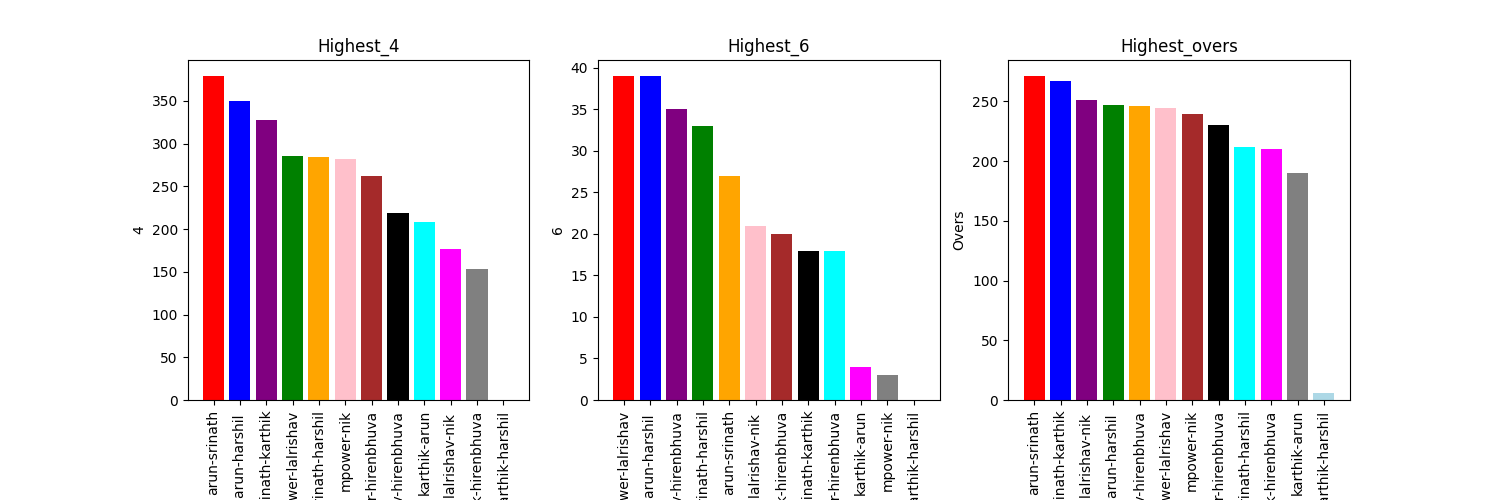 Highest_4
4
350
300
250
200
150
100
50
0
arun-srinath
arun-harshil
inath-karthik
wer-lalrishav
inath-harshil
mpower-nik
r-hirenbhuva
v-hirenbhuva
karthik-arun
lalrishav-nik
k-hirenbhuva
arthik-harshil
Highest_6
6
40
35
30
25
20
15
10
5
0
wer-lalrishav
arun-harshil
v-hirenbhuva
inath-harshil
arun-srinath
lalrishav-nik
k-hirenbhuva
inath-karthik
r-hirenbhuva
karthik-arun
mpower-nik
arthik-harshil
Highest_overs
Overs
250
200
150
100
50
0
arun-srinath
inath-karthik
lalrishav-nik
arun-harshil
v-hirenbhuva
wer-lalrishav
mpower-nik
r-hirenbhuva
inath-harshil
k-hirenbhuva
karthik-arun
arthik-harshil